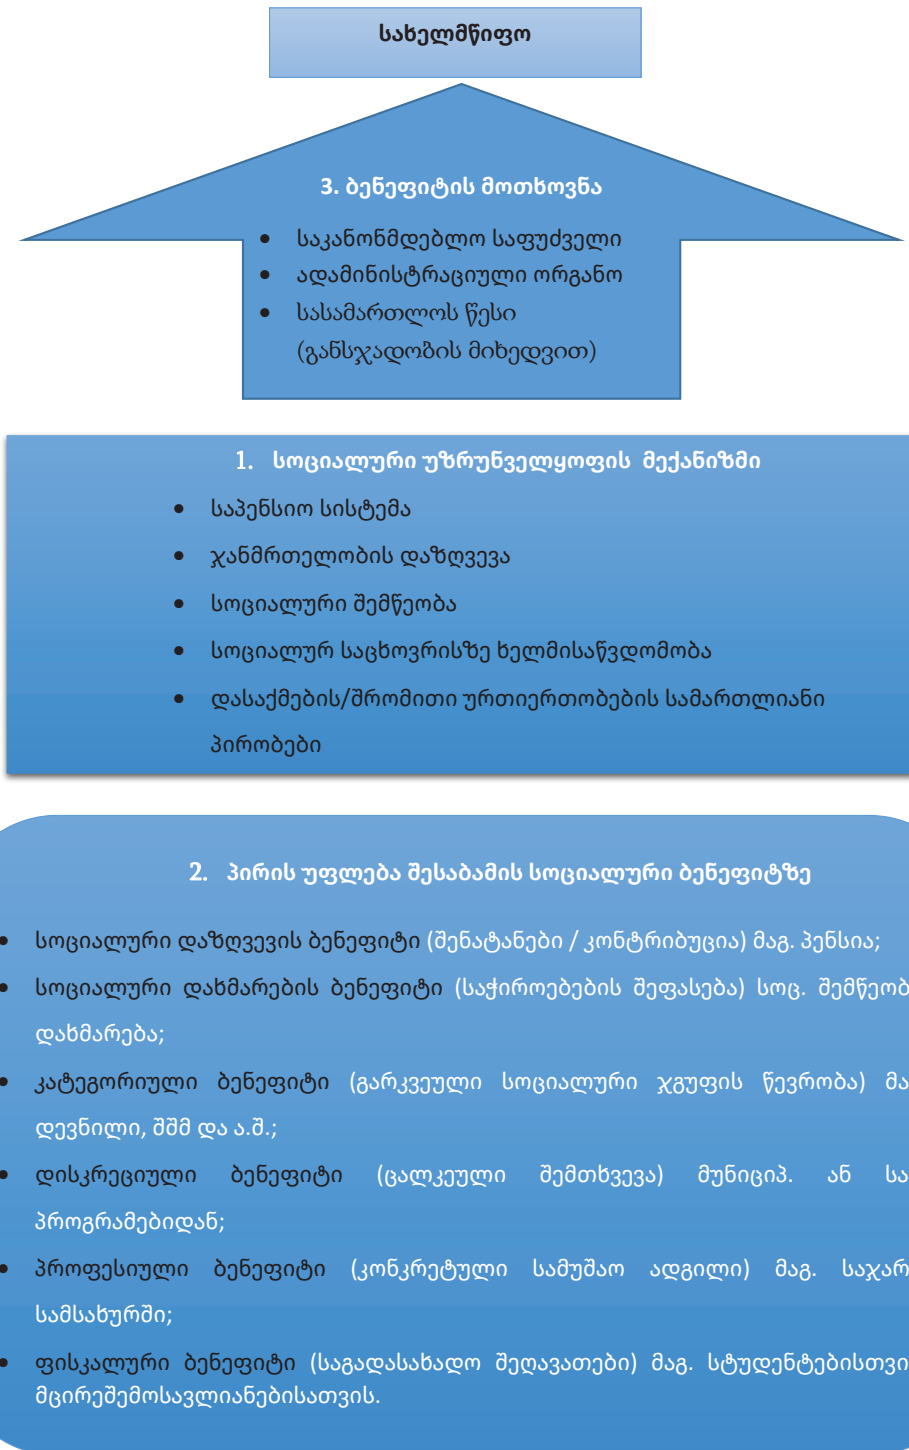 სახელმწიფო
3. ბენეფიტის მოთხოვნა
• საკანონმდებლო საფუძველი
• ადამინისტრაციული ორგანო
• სასამართლოს წესი
(განსჯადობის მიხედვით)
1. სოციალური უზრუნველყოფის მექანიზმი
• საპენსიო სისტემა
• ჯანმრთელობის დაზღვევა
• სოციალური შემწეობა
• სოციალურ საცხოვრისზე ხელმისაწვდომობა
• დასაქმების/შრომითი ურთიერთობების სამართლიანი
პირობები
2. პირის უფლება შესაბამის სოციალური ბენეფიტზე
• სოციალური დაზღვევის ბენეფიტი (შენატანები / კონტრიბუცია) მაგ. პენსია;
• სოციალური დახმარების ბენეფიტი (საჭიროებების შეფასება) სოც. შემწეობ
დახმარება;
• კატეგორიული ბენეფიტი (გარკვეული სოციალური ჯგუფის წევრობა) მა
დევნილი, შშმ და ა.შ.;
• დისკრეციული ბენეფიტი (ცალკეული შემთხვევა) მუნიციპ. ან სა
პროგრამებიდან;
• პროფესიული ბენეფიტი (კონკრეტული სამუშაო ადგილი) მაგ. საჯარ
სამსახურში;
• ფისკალური ბენეფიტი (საგადასახადო შეღავათები) მაგ. სტუდენტებისთვი
მცირეშემოსავლიანებისათვის.